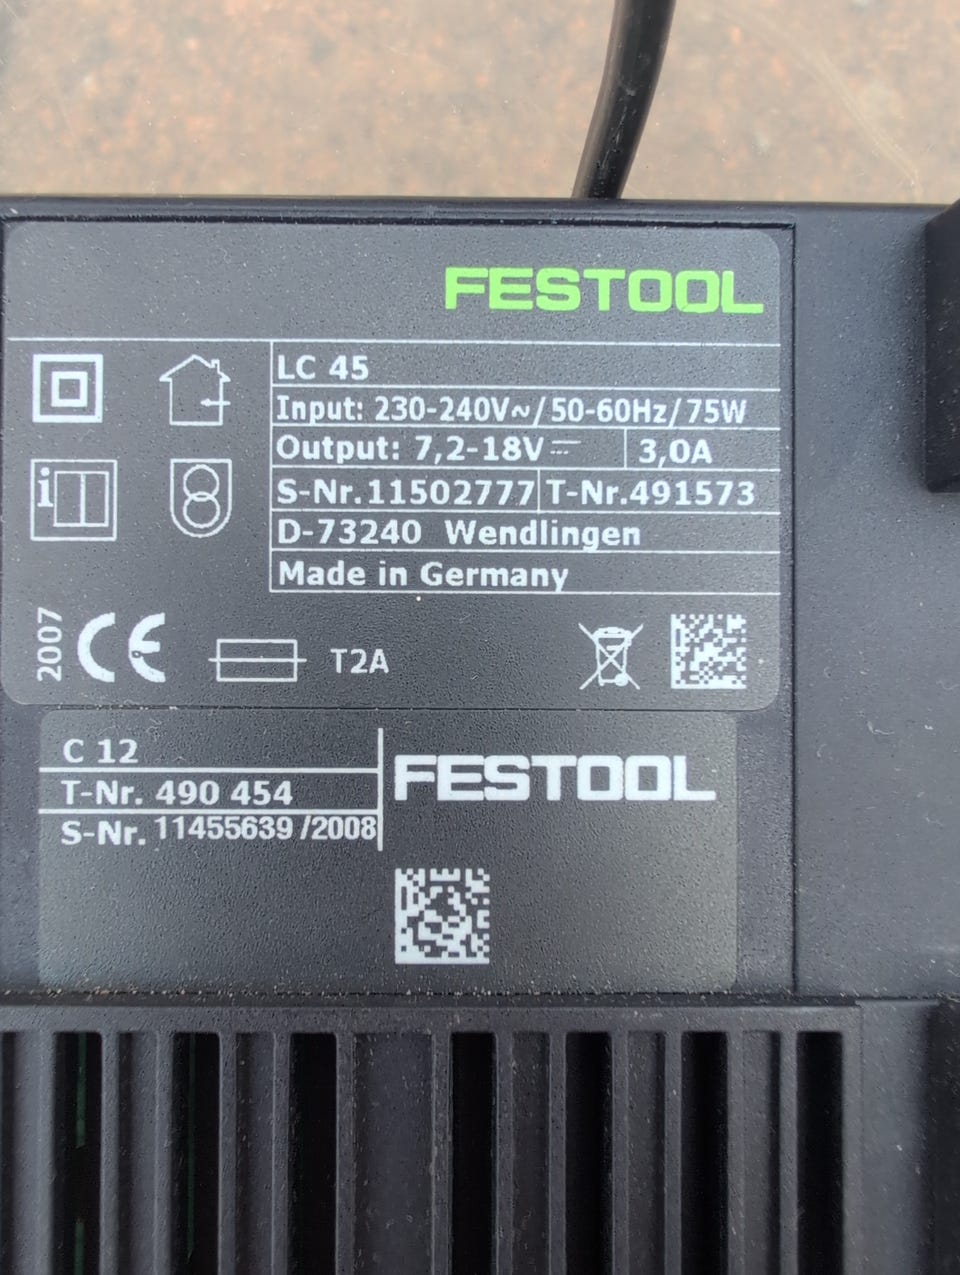 FESTOOL
LC 45
Input: 230-240V~/50-60Hz/75W
Output: 7,2-18V⎓ 3,0A
S-Nr.11502777 T-Nr.491573
D-73240 Wendlingen
Made in Germany
i
2007 CE T2A
C 12
T-Nr. 490 454
S-Nr. 11455639 /2008
FESTOOL